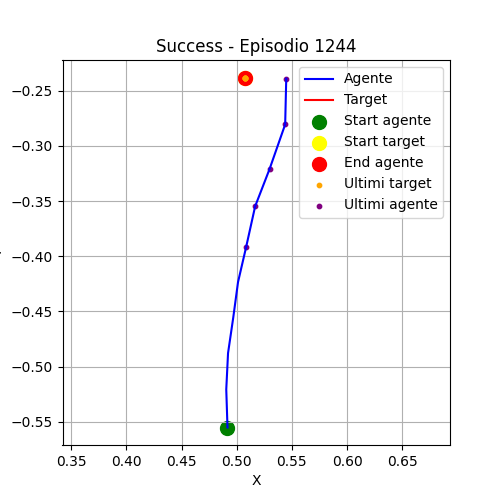 Success - Episodio 1244
Agente
Target
Start agente
Start target
End agente
Ultimi target
Ultimi agente
−0.25
−0.30
−0.35
−0.40
−0.45
−0.50
−0.55
0.35 0.40 0.45 0.50 0.55 0.60 0.65
X